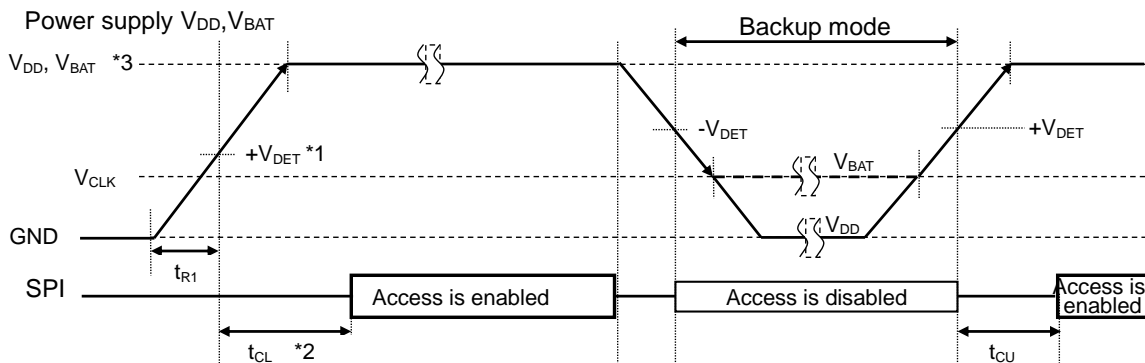 Power supply VDD,VBAT
Backup mode
VDD, VBAT *3
-VDET
+VDET
+VDET *1
VCLK
VBAT
GND
VDD
tR1
SPI
Access is enabled
Access is disabled
Access is
enabled
tCL *2
tCU